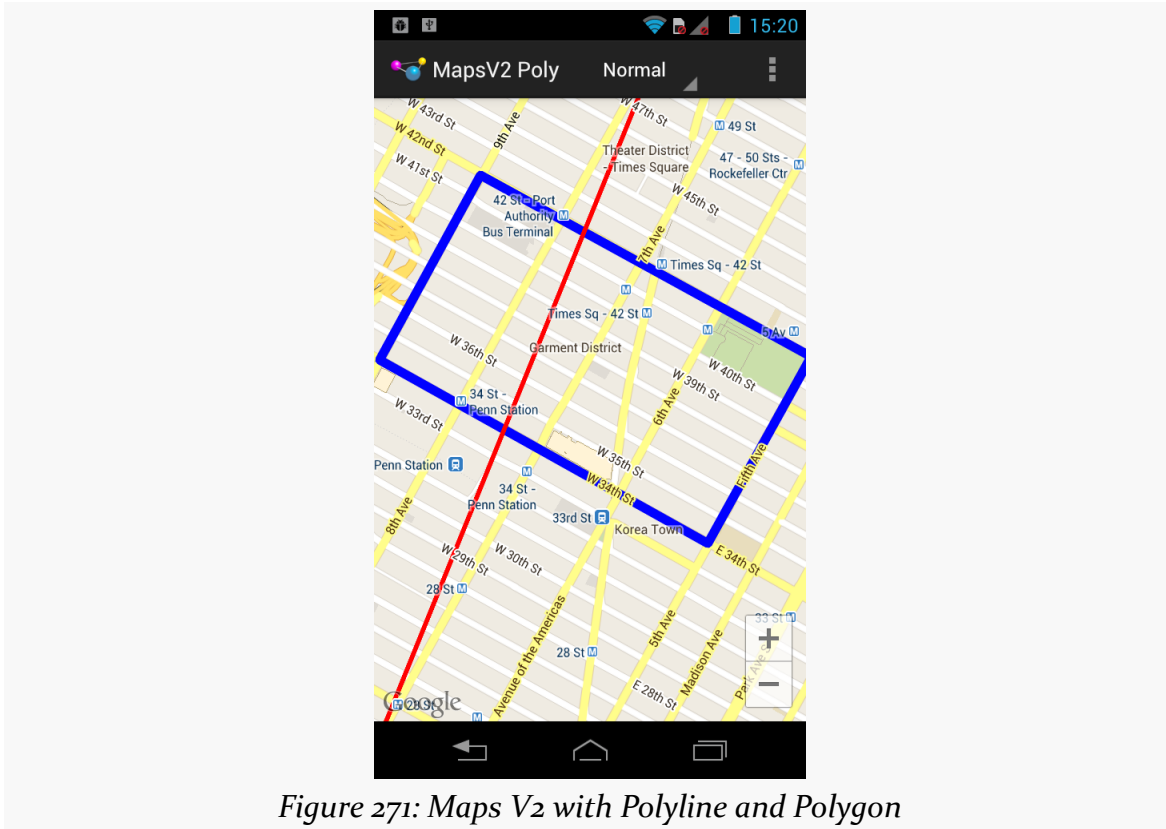 15:20
MapsV2 Poly
Normal
W 43rd St
W 42nd St
W 41st St
9th Ave
W 47th St
49 St
Theater District
- Times Square
47 - 50 Sts -
Rockefeller Ctr
W 45th St
42 St - Port
Authority
Bus Terminal
7th Ave
Times Sq - 42 St
Times Sq - 42 St
5 Av
Garment District
W 36th St
W 40th St
W 39th St
6th Ave
34 St -
Penn Station
W 33rd St
W 35th St
Fifth Ave
Penn Station
34 St -
Penn Station
W 34th St
8th Ave
33rd St
Korea Town
W 29th St
W 30th St
E 34th St
28 St
Avenue of the Americas
5th Ave
33 St
+
28 St
Madison Ave
Park Ave S
−
E 28th St
Google
Figure 271: Maps V2 with Polyline and Polygon